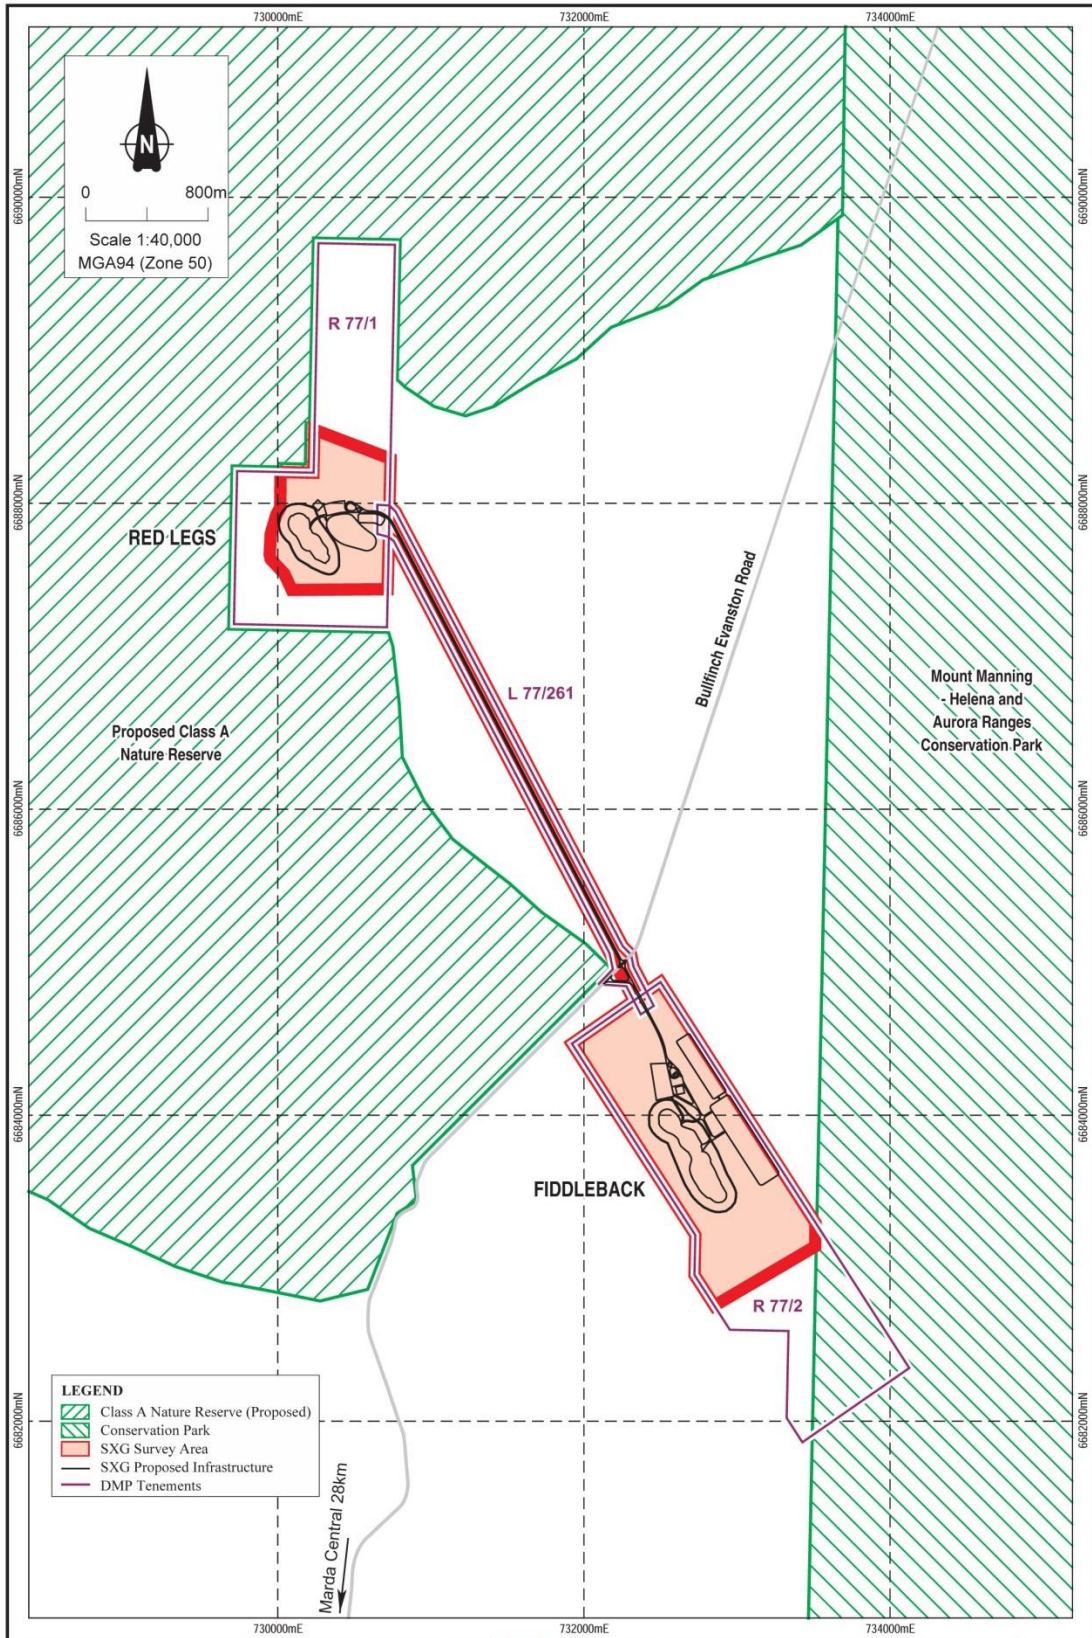 730000mE
732000mE
734000mE
N
0 800m
Scale 1:40,000
MGA94 (Zone 50)
6690000mN
6690000mN
R 77/1
6688000mN
6688000mN
RED LEGS
Bullfinch Evanston Road
L 77/261
Mount Manning
- Helena and
Aurora Ranges
Conservation Park
Proposed Class A
Nature Reserve
6686000mN
6686000mN
6684000mN
6684000mN
FIDDLEBACK
R 77/2
6682000mN
6682000mN
LEGEND
Class A Nature Reserve (Proposed)
Conservation Park
SXG Survey Area
SXG Proposed Infrastructure
DMP Tenements
Marda Central 28km
730000mE
732000mE
734000mE